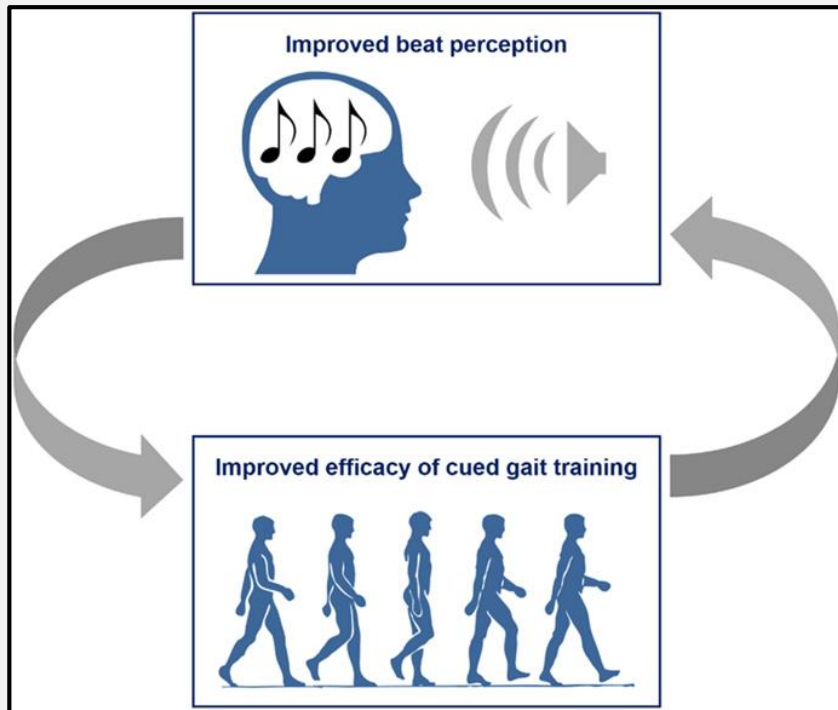 Improved beat perception
Improved efficacy of cued gait training